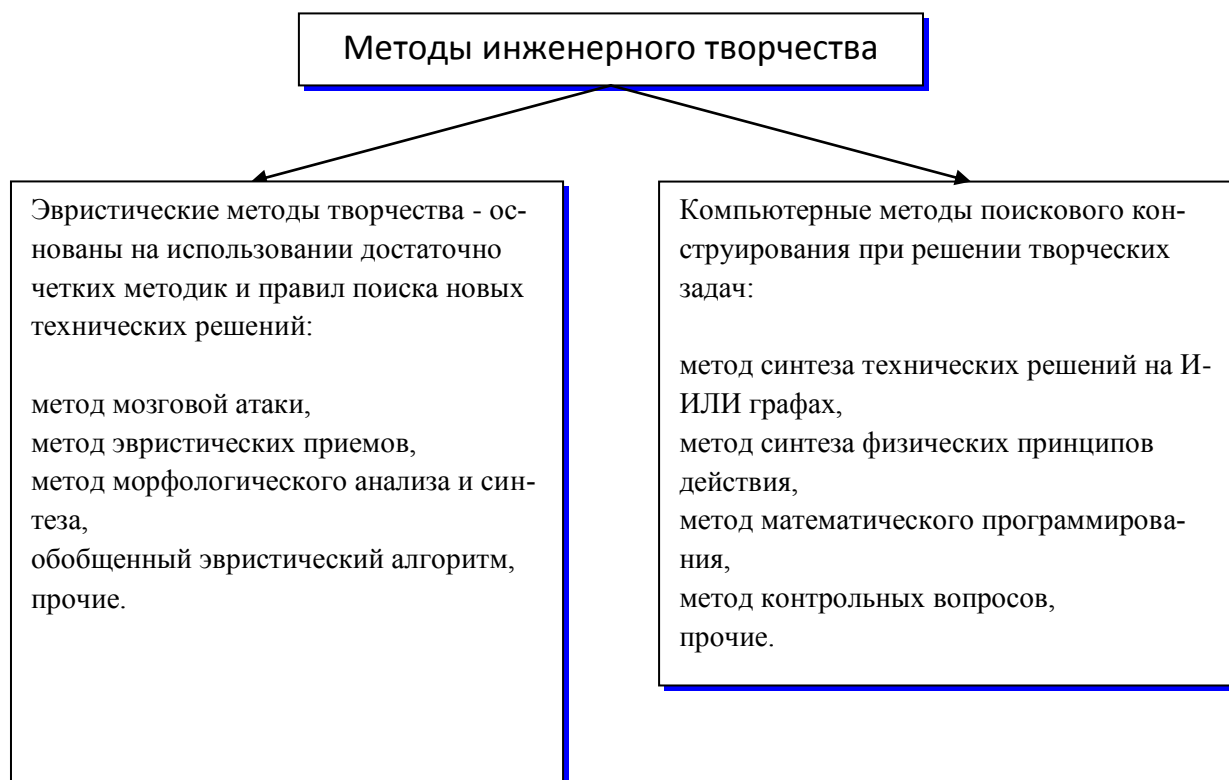 Методы инженерного творчества
Эвристические методы творчества - ос-
нованы на использовании достаточно
четких методик и правил поиска новых
технических решений:
метод мозговой атаки,
метод эвристических приемов,
метод морфологического анализа и син-
теза,
обобщенный эвристический алгоритм,
прочие.
Компьютерные методы поискового кон-
струирования при решении творческих
задач:
метод синтеза технических решений на И-
ИЛИ графах,
метод синтеза физических принципов
действия,
метод математического программирова-
ния,
метод контрольных вопросов,
прочие.